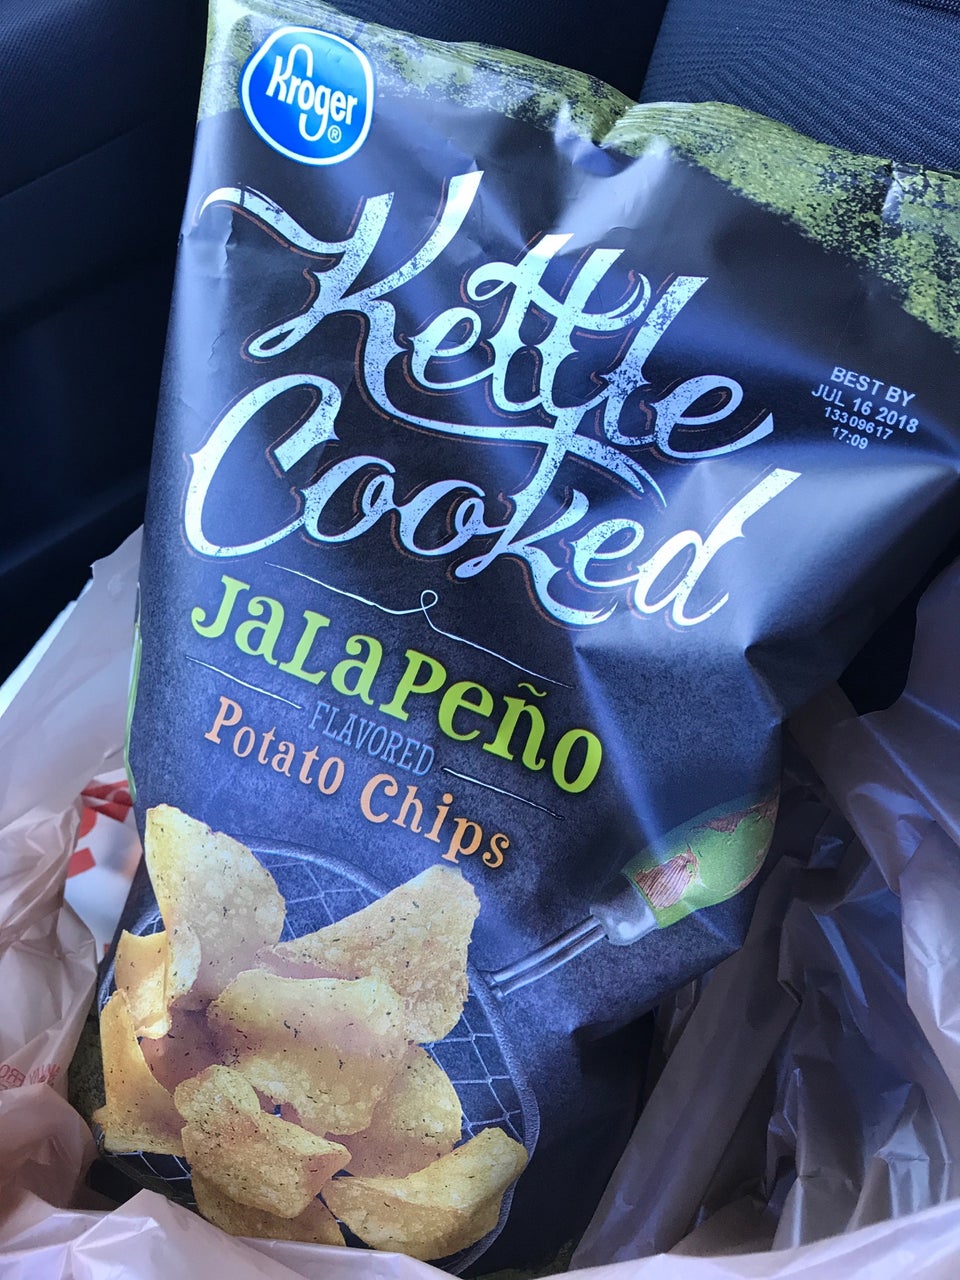 Kroger®
Kettle
Cooked
BEST BY
JUL 16 2018
13309617
17:09
JaLaPeño
FLAVORED
Potato Chips